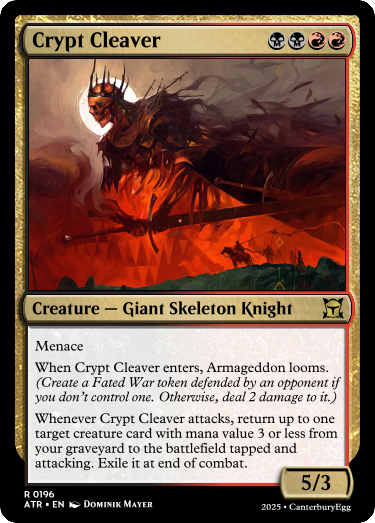 Crypt Cleaver
Creature — Giant Skeleton Knight
Menace
When Crypt Cleaver enters, Armageddon looms.
(Create a Fated War token defended by an opponent if
you don't control one. Otherwise, deal 2 damage to it.)
Whenever Crypt Cleaver attacks, return up to one
target creature card with mana value 3 or less from
your graveyard to the battlefield tapped and
attacking. Exile it at end of combat.
5/3
R 0196
ATR • EN Dominik Mayer
2025 • CanterburyEgg